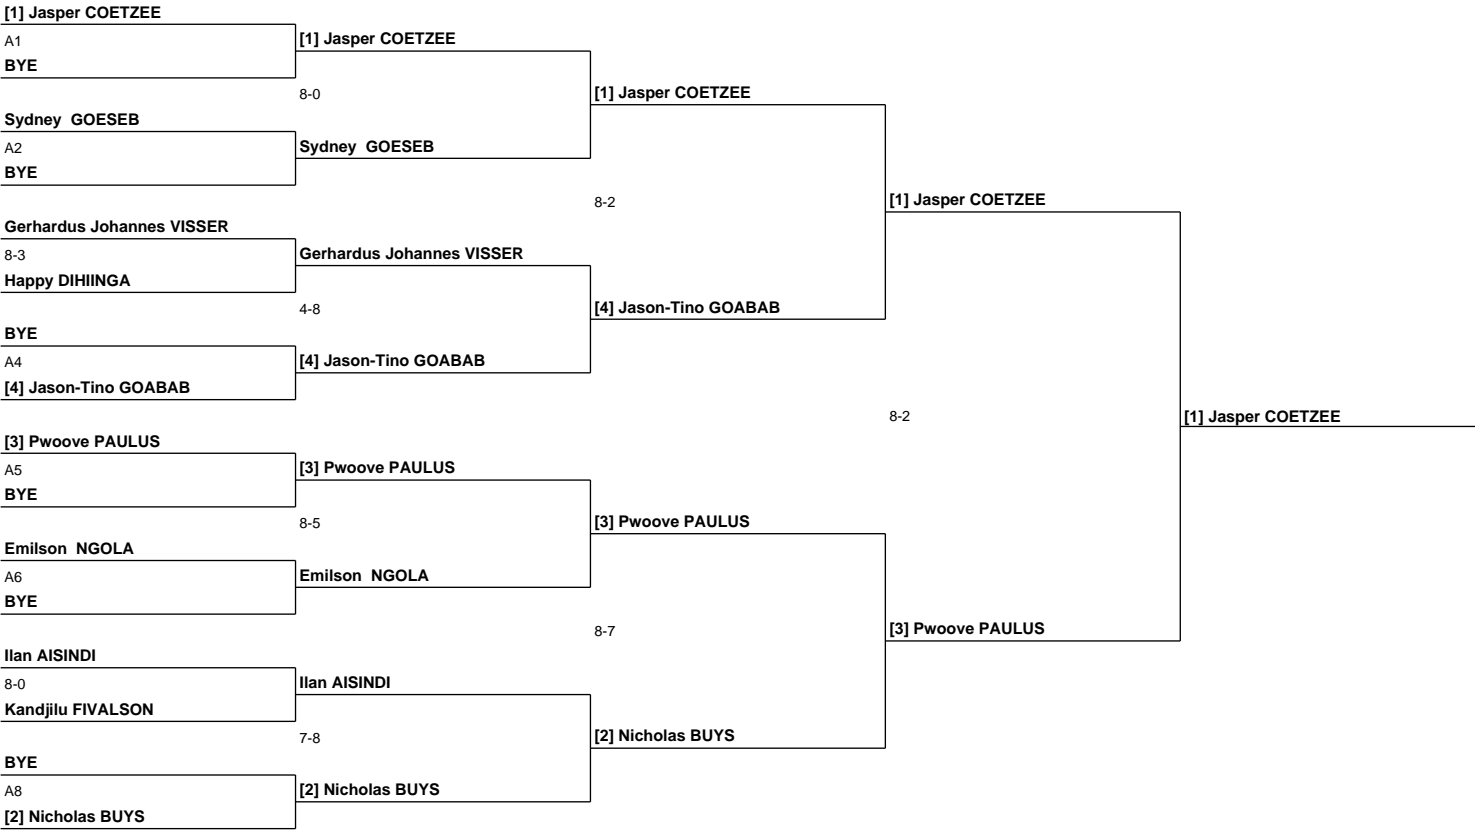 [1] Jasper COETZEE
A1
BYE
Sydney GOESEB
A2
BYE
Gerhardus Johannes VISSER
8-3
Happy DIHIINGA
BYE
A4
[4] Jason-Tino GOABAB
[3] Pwoove PAULUS
A5
BYE
Emilson NGOLA
A6
BYE
Ilan AISINDI
8-0
Kandjilu FIVALSON
BYE
A8
[2] Nicholas BUYS
[1] Jasper COETZEE
8-0
Sydney GOESEB
Gerhardus Johannes VISSER
4-8
[4] Jason-Tino GOABAB
[3] Pwoove PAULUS
8-5
Emilson NGOLA
Ilan AISINDI
7-8
[2] Nicholas BUYS
[1] Jasper COETZEE
8-2
[4] Jason-Tino GOABAB
[3] Pwoove PAULUS
8-7
[2] Nicholas BUYS
[1] Jasper COETZEE
8-2
[3] Pwoove PAULUS
[1] Jasper COETZEE